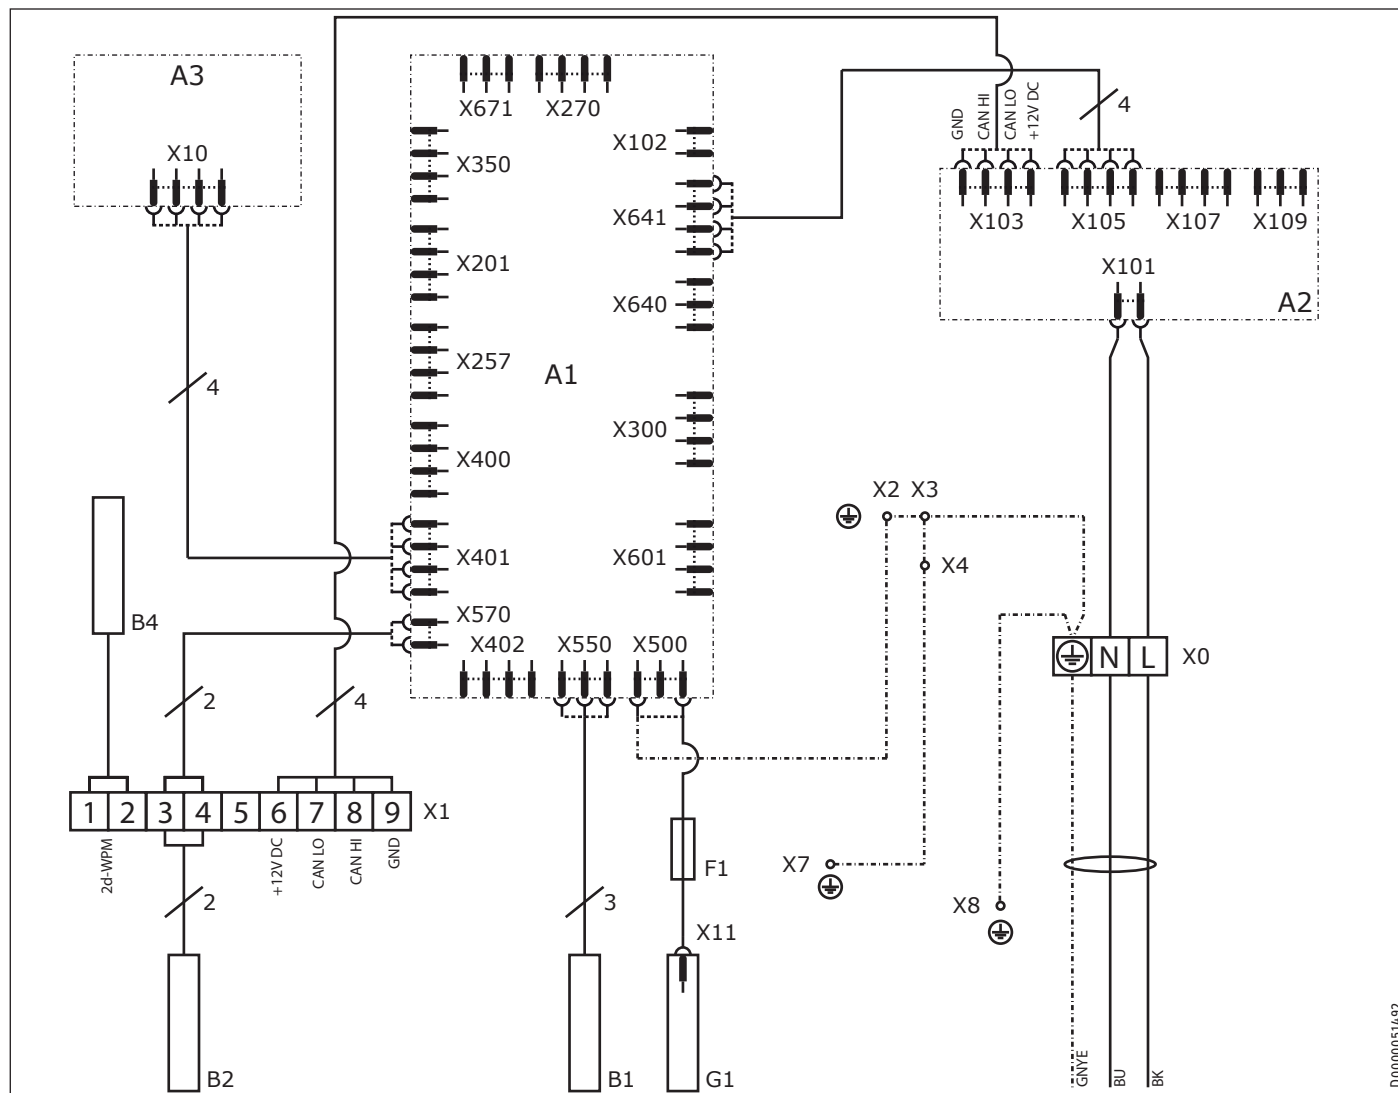 A3
X10
4
B4
2
4
1 2 3 4 5 6 7 8 9 X1
2d-WPM
+12V DC
CAN LO
CAN HI
GND
2
B2
X671
X270
X350
X102
X201
X641
X257
X640
A1
X400
X300
X401
X601
X570
X402
X550
X500
3
B1
F1
X11
G1
GND
CAN HI
CAN LO
+12V DC
4
X103
X105
X107
X109
X101
A2
X2 X3
X4
X7
X8
N L X0
GNYE
BU
BK
D0000051492